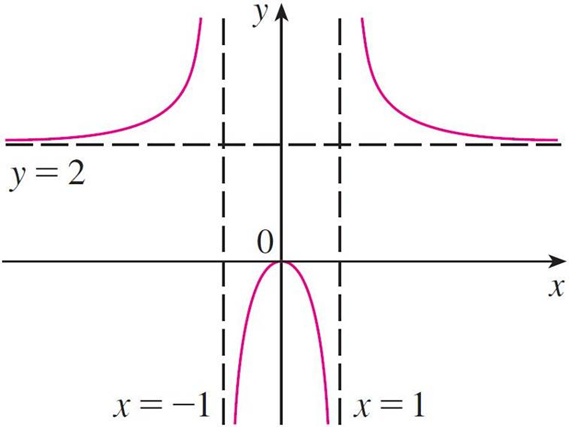 y
y = 2
0
x
x = −1
x = 1